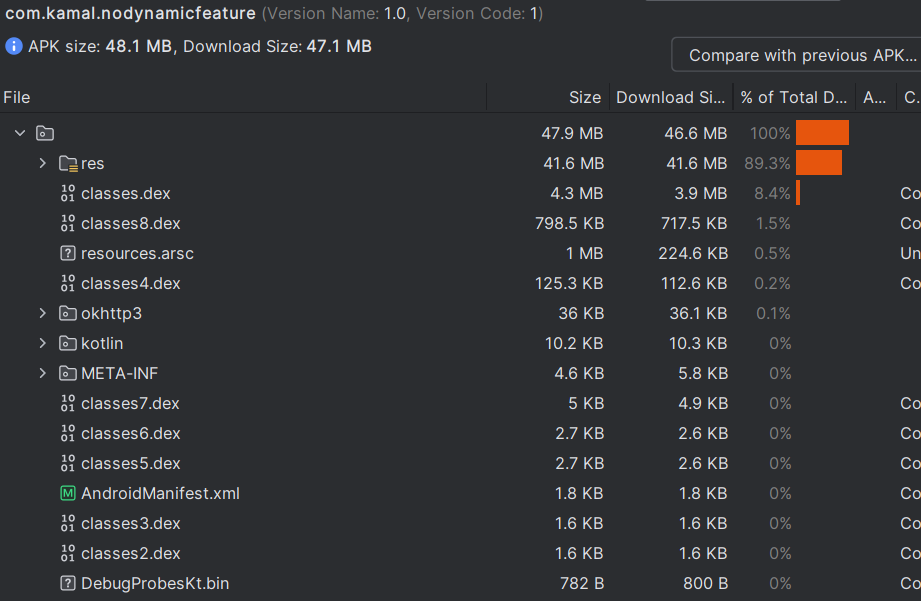 com.kamal.nodynamicfeature (Version Name: 1.0, Version Code: 1)
APK size: 48.1 MB, Download Size: 47.1 MB
Compare with previous APK...
File Size Download Si... % of Total D... A... C.
47.9 MB 46.6 MB 100%
res 41.6 MB 41.6 MB 89.3%
classes.dex 4.3 MB 3.9 MB 8.4% Co
classes8.dex 798.5 KB 717.5 KB 1.5% Co
resources.arsc 1 MB 224.6 KB 0.5% Un
classes4.dex 125.3 KB 112.6 KB 0.2% Co
okhttp3 36 KB 36.1 KB 0.1%
kotlin 10.2 KB 10.3 KB 0%
META-INF 4.6 KB 5.8 KB 0%
classes7.dex 5 KB 4.9 KB 0% Co
classes6.dex 2.7 KB 2.6 KB 0% Co
classes5.dex 2.7 KB 2.6 KB 0% Co
AndroidManifest.xml 1.8 KB 1.8 KB 0% Co
classes3.dex 1.6 KB 1.6 KB 0% Co
classes2.dex 1.6 KB 1.6 KB 0% Co
DebugProbesKt.bin 782 B 800 B 0% Co